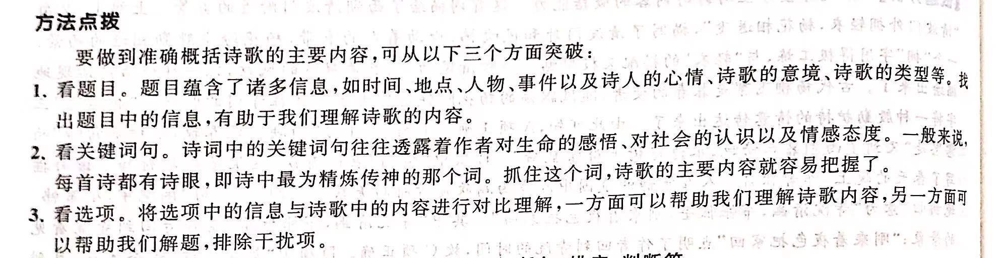 方法点拨
要做到准确概括诗歌的主要内容,可从以下三个方面突破:
1. 看题目。题目蕴含了诸多信息,如时间、地点、人物、事件以及诗人的心情、诗歌的意境、诗歌的类型等。找
出题目中的信息,有助于我们理解诗歌的内容。
2. 看关键词句。诗词中的关键词句往往透露着作者对生命的感悟、对社会的认识以及情感态度。一般来说,
每首诗都有诗眼,即诗中最为精炼传神的那个词。抓住这个词,诗歌的主要内容就容易把握了。
3. 看选项。将选项中的信息与诗歌中的内容进行对比理解,一方面可以帮助我们理解诗歌内容,另一方面可
以帮助我们解题,排除干扰项。